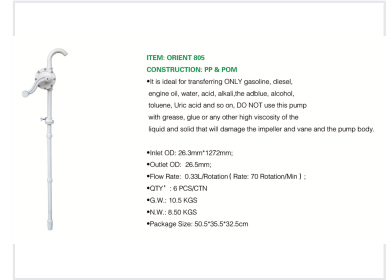 ITEM: ORIENT 805
CONSTRUCTION: PP & POM
•It is ideal for transferring ONLY gasoline, diesel,
engine oil, water, acid, alkali,the adblue, alcohol,
toluene, Uric acid and so on, DO NOT use this pump
with grease, glue or any other high viscosity of the
liquid and solid that will damage the impeller and vane and the pump body.
•Inlet OD: 26.3mm*1272mm;
•Outlet OD: 26.5mm;
•Flow Rate: 0.33L/Rotation ( Rate: 70 Rotation/Min ) ;
•QTY' : 6 PCS/CTN
•G.W.: 10.5 KGS
•N.W.: 8.50 KGS
•Package Size: 50.5*35.5*32.5cm